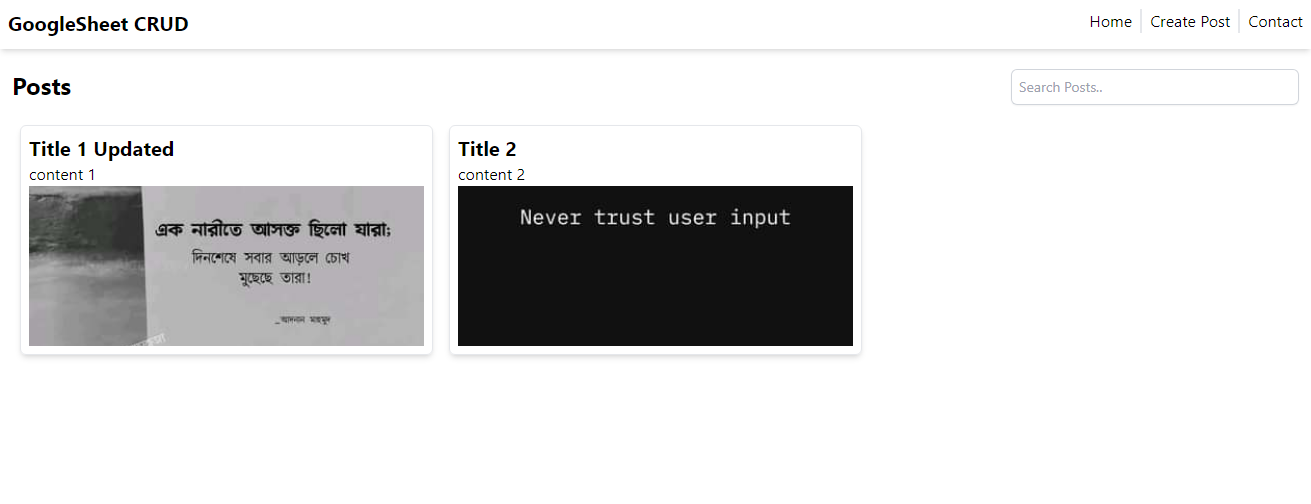 GoogleSheet CRUD
Home
Create Post
Contact
Posts
Search Posts..
Title 1 Updated
content 1
এক নারীতে আসক্ত ছিলো যারা;
দিনশেষে সবার আড়লে চোখ
মুছেছে তারা!
_আদনান মাহমুদ
Title 2
content 2
Never trust user input